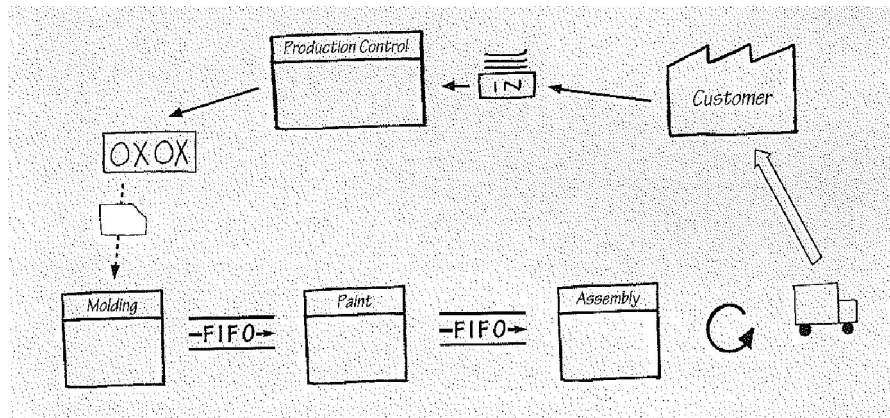 Production Control
IN
Customer
OXOX
Molding
FIFO
Paint
FIFO
Assembly